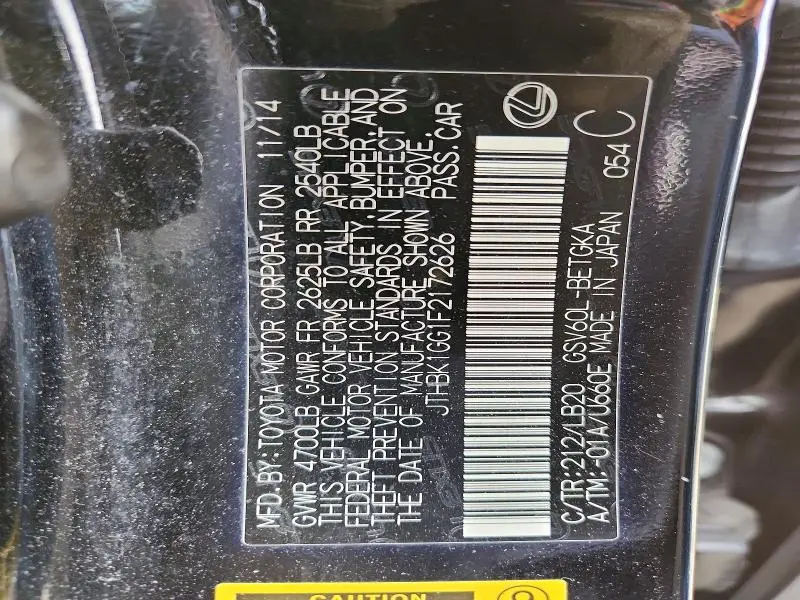 MFD. BY: TOYOTA MOTOR CORPORATION 11/14
GVWR 4700LB GAWR FR 2625LB RR 2540LB
THIS VEHICLE CONFORMS TO ALL APPLICABLE
FEDERAL MOTOR VEHICLE SAFETY, BUMPER, AND
THEFT PREVENTION STANDARDS IN EFFECT ON
THE DATE OF MANUFACTURE SHOWN ABOVE.
JTHBK1GG1F2172626 PASS. CAR
C/TR:212/LB20 GSV60L-BETGKA
A/TM:-01A/U660E MADE IN JAPAN
054 C
CAUTION